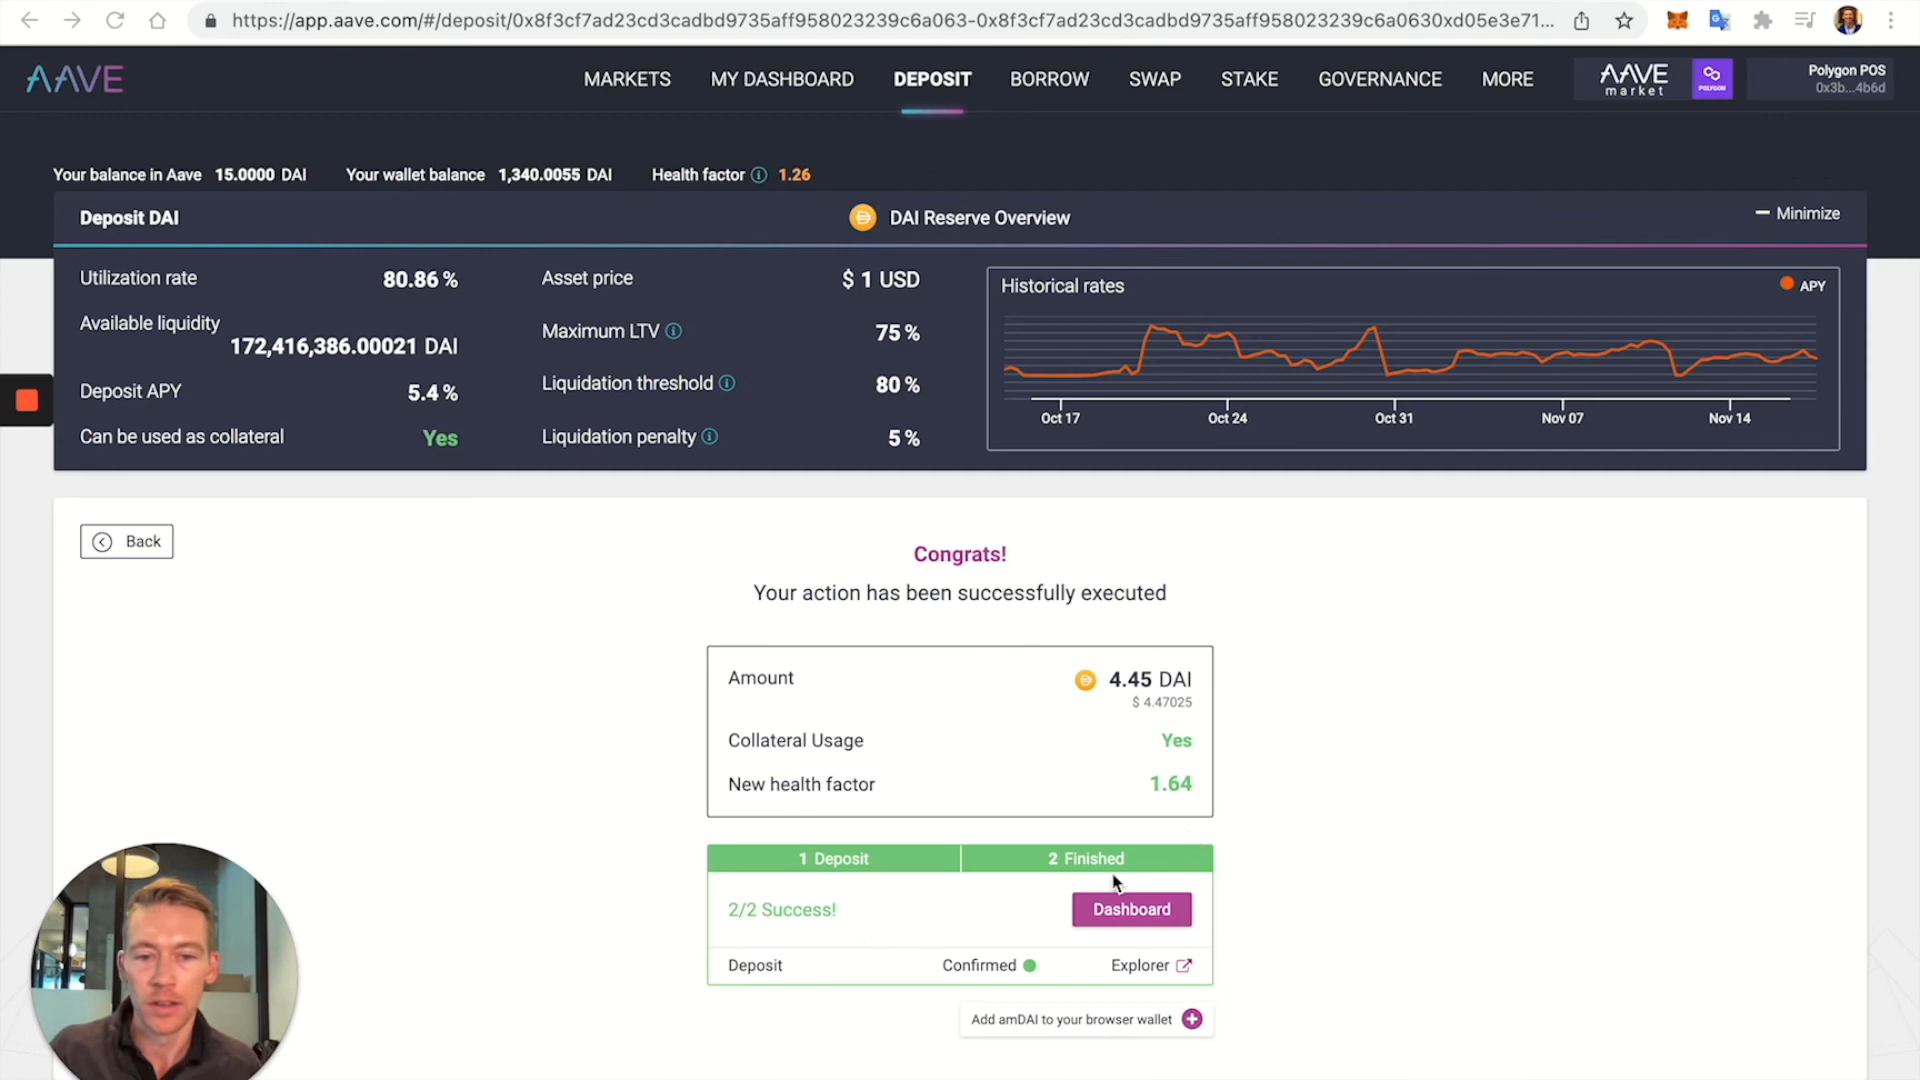 https://app.aave.com/#/deposit/0x8f3cf7ad23cd3cadbd9735aff958023239c6a063-0x8f3cf7ad23cd3cadbd9735aff958023239c6a0630xd05e3e71...
AAVE
MARKETS MY DASHBOARD DEPOSIT BORROW SWAP STAKE GOVERNANCE MORE
AAVE
market
POLYGON
Polygon POS
0x3b...4b6d
Your balance in Aave 15.0000 DAI Your wallet balance 1,340.0055 DAI Health factor 1.26
Deposit DAI
DAI Reserve Overview
Minimize
Utilization rate 80.86 %
Available liquidity
172,416,386.00021 DAI
Deposit APY 5.4 %
Can be used as collateral Yes
Asset price $ 1 USD
Maximum LTV 75 %
Liquidation threshold 80 %
Liquidation penalty 5 %
Historical rates APY
Oct 17 Oct 24 Oct 31 Nov 07 Nov 14
Back
Congrats!
Your action has been successfully executed
Amount 4.45 DAI
$ 4.47025
Collateral Usage Yes
New health factor 1.64
1 Deposit 2 Finished
2/2 Success! Dashboard
Deposit Confirmed Explorer
Add amDAI to your browser wallet